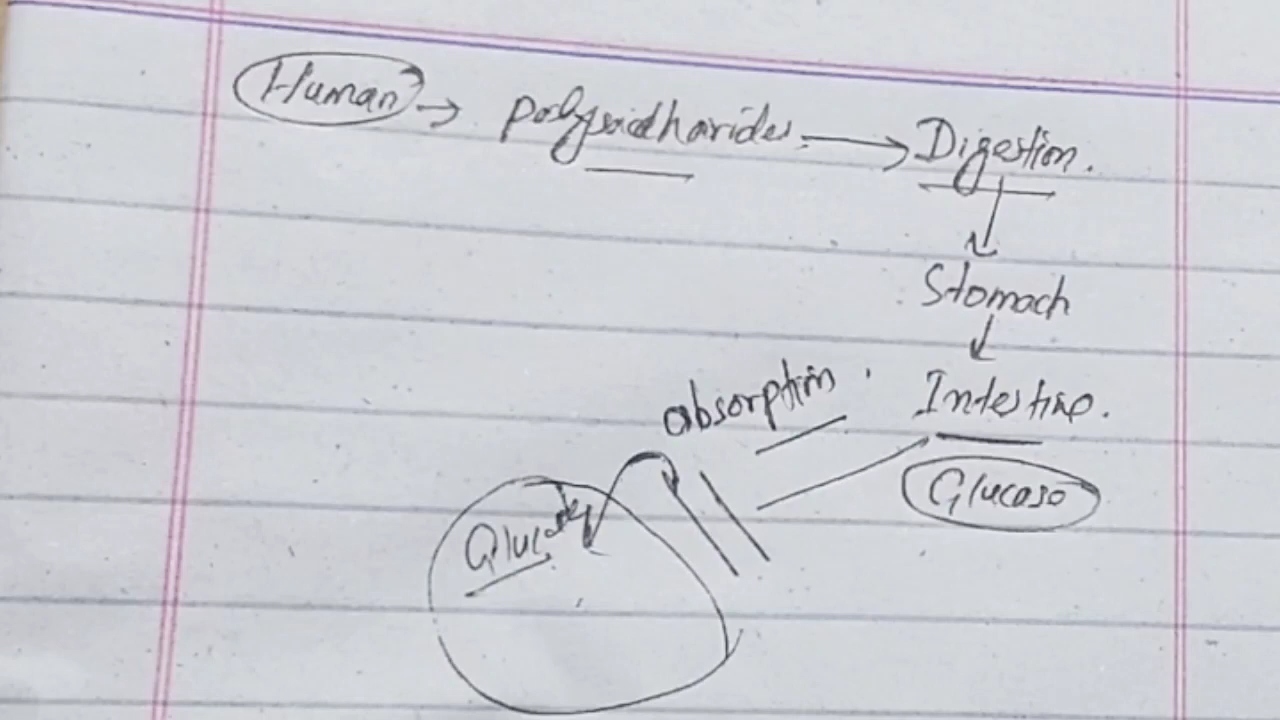 Human → polysaccharides → Digestion.
Stomach
Intestine.
absorption.
Glucose
Glucose